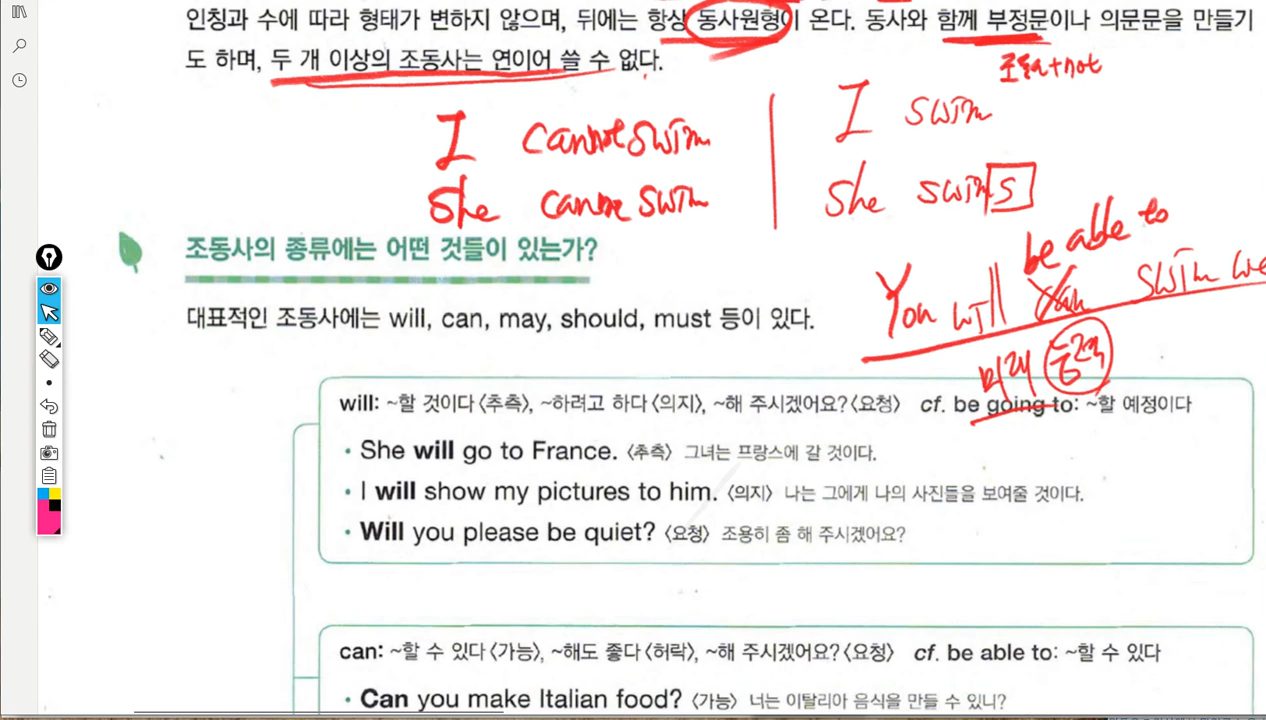 인칭과 수에 따라 형태가 변하지 않으며, 뒤에는 항상 동사원형이 온다. 동사와 함께 부정문이나 의문문을 만들기
도 하며, 두 개 이상의 조동사는 연이어 쓸 수 없다.
조동사+not
I cannot swim
I swim
She cannot swim
She swims
be able to
You will can swim we
미래 능력
조동사의 종류에는 어떤 것들이 있는가?
대표적인 조동사에는 will, can, may, should, must 등이 있다.
will: ~할 것이다〈추측〉, ~하려고 하다〈의지〉, ~해 주시겠어요?〈요청〉 cf. be going to: ~할 예정이다
• She will go to France. 〈추측〉 그녀는 프랑스에 갈 것이다.
• I will show my pictures to him. 〈의지〉 나는 그에게 나의 사진들을 보여줄 것이다.
• Will you please be quiet? 〈요청〉 조용히 좀 해 주시겠어요?
can: ~할 수 있다〈가능〉, ~해도 좋다〈허락〉, ~해 주시겠어요?〈요청〉 cf. be able to: ~할 수 있다
• Can you make Italian food? 〈가능〉 너는 이탈리아 음식을 만들 수 있니?